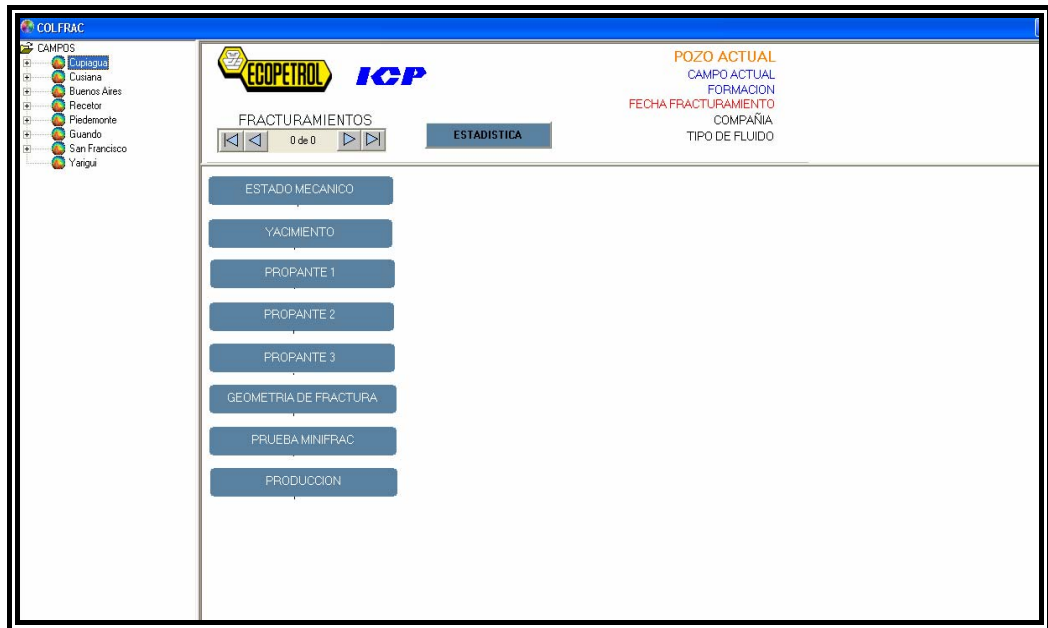 COLFRAC
CAMPOS
Cupiagua
Cusiana
Buenos Aires
Recetor
Piedemonte
Guando
San Francisco
Yarigui
ECOPETROL
ICP
FRACTURAMIENTOS
0 de 0
ESTADISTICA
POZO ACTUAL
CAMPO ACTUAL
FORMACION
FECHA FRACTURAMIENTO
COMPAÑIA
TIPO DE FLUIDO
ESTADO MECANICO
YACIMIENTO
PROPANTE 1
PROPANTE 2
PROPANTE 3
GEOMETRIA DE FRACTURA
PRUEBA MINIFRAC
PRODUCCION